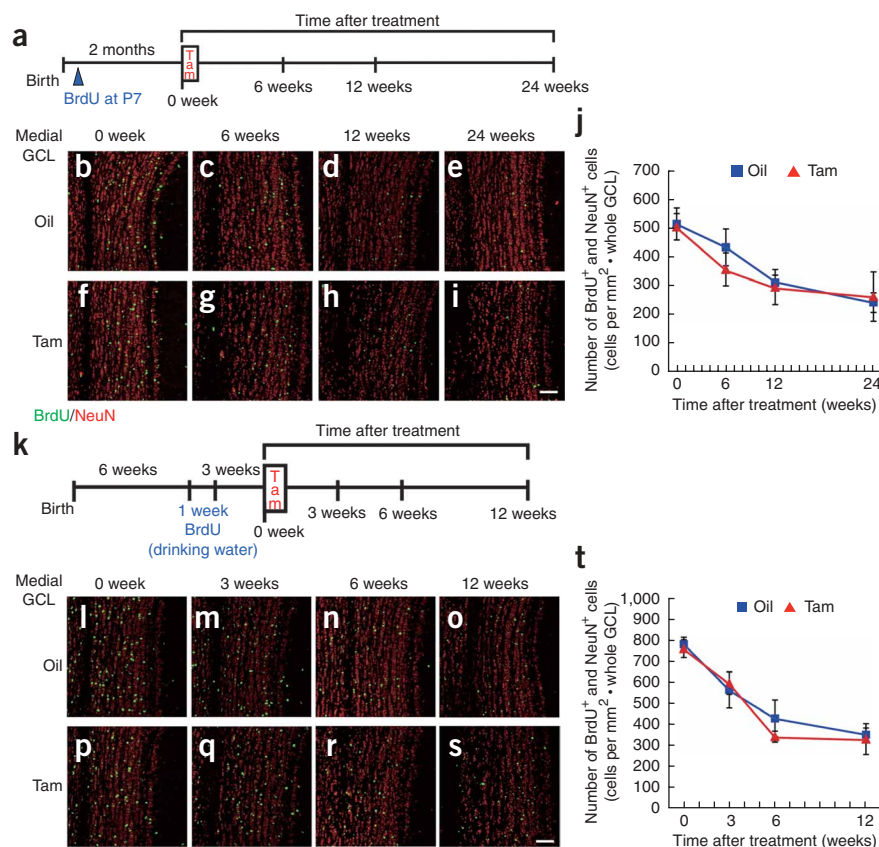 a
Time after treatment
2 months
Tam
Birth
BrdU at P7
0 week
6 weeks
12 weeks
24 weeks
Medial GCL
0 week
6 weeks
12 weeks
24 weeks
Oil
b
c
d
e
Tam
f
g
h
i
BrdU/NeuN
j
Number of BrdU+ and NeuN+ cells
(cells per mm² • whole GCL)
700
600
500
400
300
200
100
0
Oil
Tam
0
6
12
24
Time after treatment (weeks)
k
Time after treatment
6 weeks
3 weeks
Tam
Birth
1 week
BrdU
(drinking water)
0 week
3 weeks
6 weeks
12 weeks
Medial GCL
0 week
3 weeks
6 weeks
12 weeks
Oil
l
m
n
o
Tam
p
q
r
s
t
Number of BrdU+ and NeuN+ cells
(cells per mm² • whole GCL)
1,000
900
800
700
600
500
400
300
200
100
0
Oil
Tam
0
3
6
12
Time after treatment (weeks)